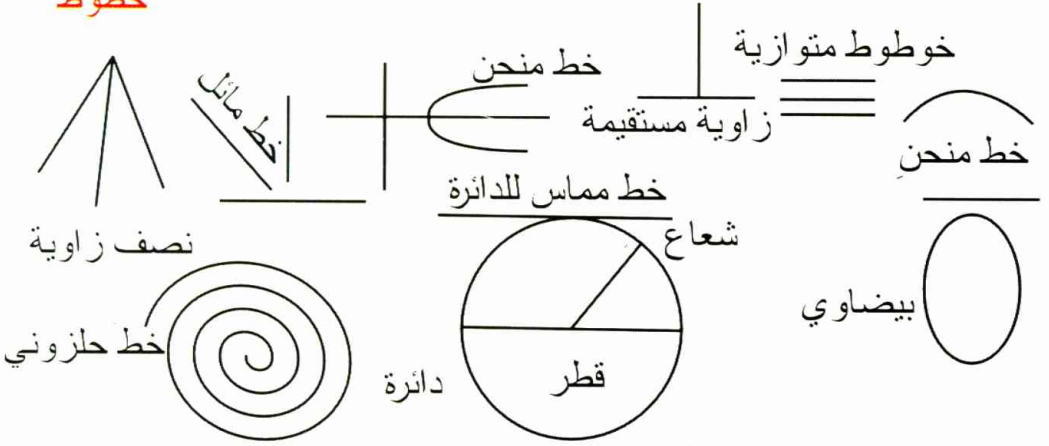 خطوط
خوطوط متوازية
خط منحن
خط مائل
زاوية مستقيمة
خط منحنِ
خط مماس للدائرة
شعاع
نصف زاوية
بيضاوي
خط حلزوني
قطر
دائرة